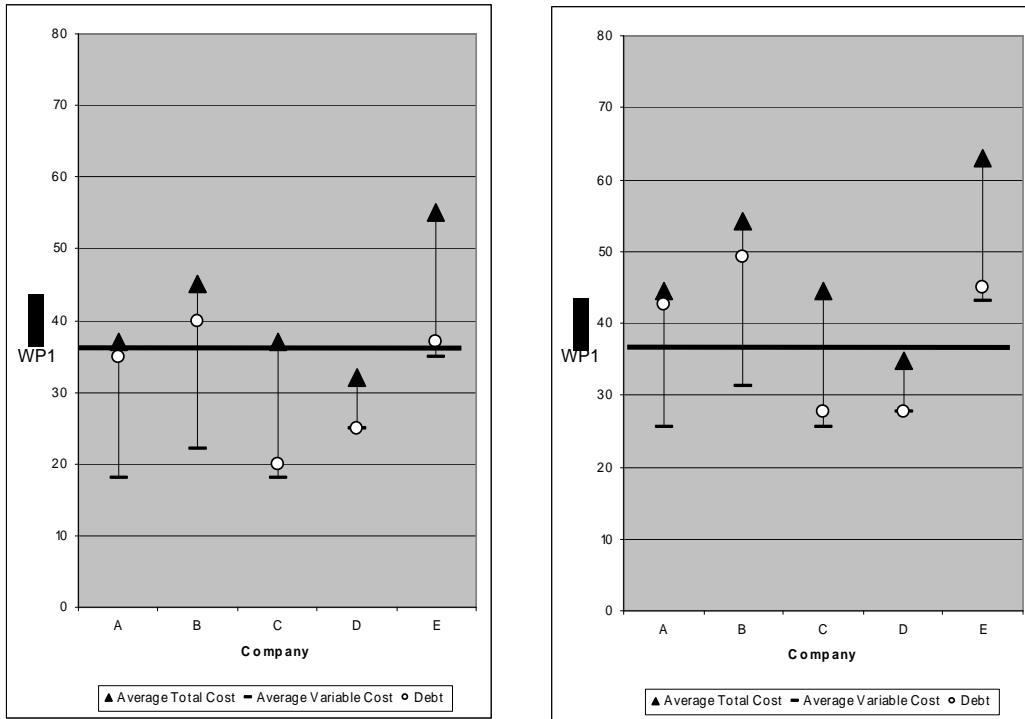 80
70
60
50
40
WP1
30
20
10
0
A B C D E
Company
▲ Average Total Cost – Average Variable Cost ○ Debt
80
70
60
50
40
WP1
30
20
10
0
A B C D E
Company
▲ Average Total Cost – Average Variable Cost ○ Debt